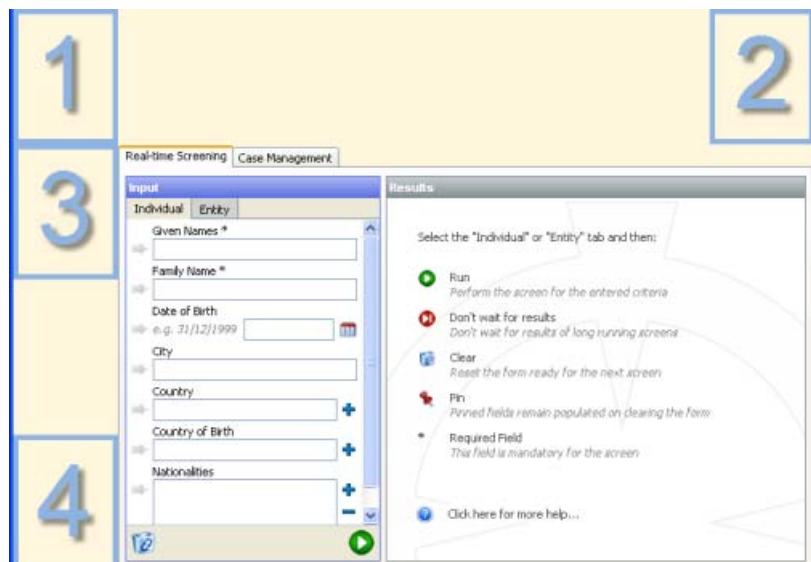 1
2
3
Real-time Screening Case Management
Input
Individual Entity
Given Names *
Family Name *
Date of Birth
e.g. 31/12/1999
City
Country
Country of Birth
Nationalities
4
Results
Select the "Individual" or "Entity" tab and then:
Run
Perform the screen for the entered criteria
Don't wait for results
Don't wait for results of long running screens
Clear
Reset the form ready for the next screen
Pin
Pinned fields remain populated on clearing the form
* Required Field
This field is mandatory for the screen
Click here for more help...